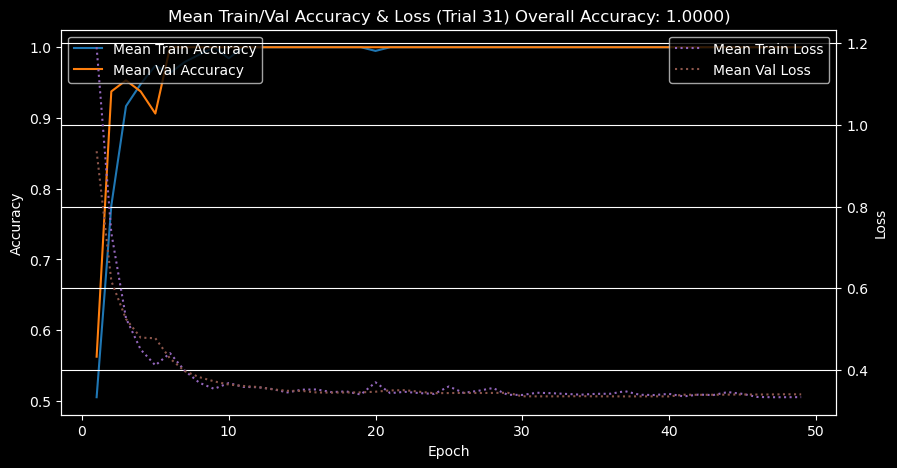 Mean Train/Val Accuracy & Loss (Trial 31) Overall Accuracy: 1.0000)
Mean Train Accuracy
Mean Val Accuracy
Mean Train Loss
Mean Val Loss
1.0
0.9
0.8
0.7
0.6
0.5
Accuracy
1.2
1.0
0.8
0.6
0.4
Loss
0 10 20 30 40 50
Epoch